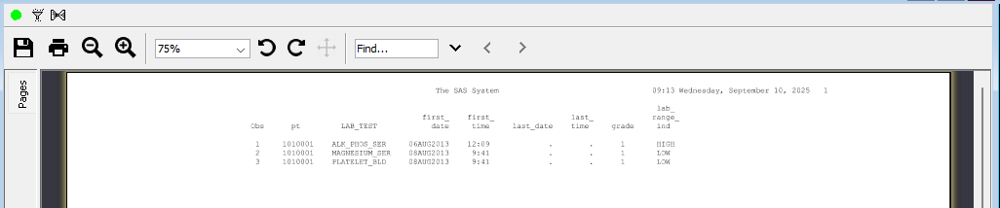 75%
Find...
Pages
The SAS System 09:13 Wednesday, September 10, 2025 1
lab_
first_ first_ last_ range_
Obs pt LAB_TEST date time last_date time grade ind
1 1010001 ALK_PHOS_SER 06AUG2013 12:09 . . 1 HIGH
2 1010001 MAGNESIUM_SER 08AUG2013 9:41 . . 1 LOW
3 1010001 PLATELET_BLD 08AUG2013 9:41 . . 1 LOW